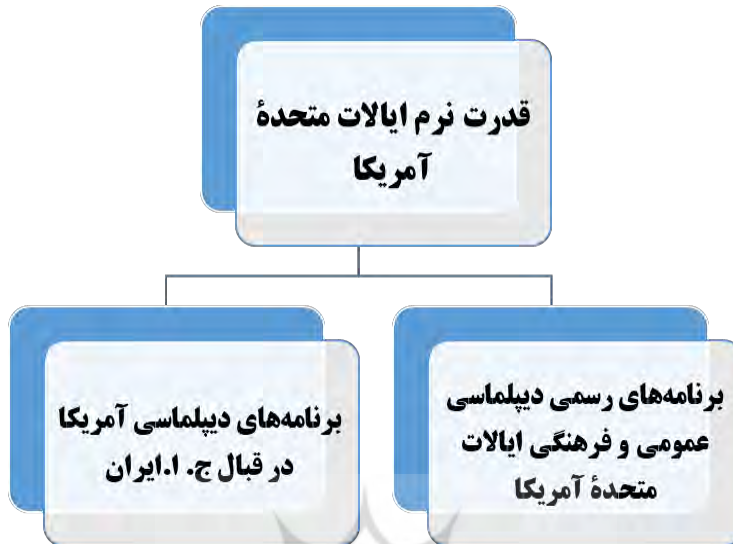 قدرت نرم ایالات متحدهٔ
آمریکا
برنامه‌های رسمی دیپلماسی
عمومی و فرهنگی ایالات
متحدهٔ آمریکا
برنامه‌های دیپلماسی آمریکا
در قبال ج. ا.ایران